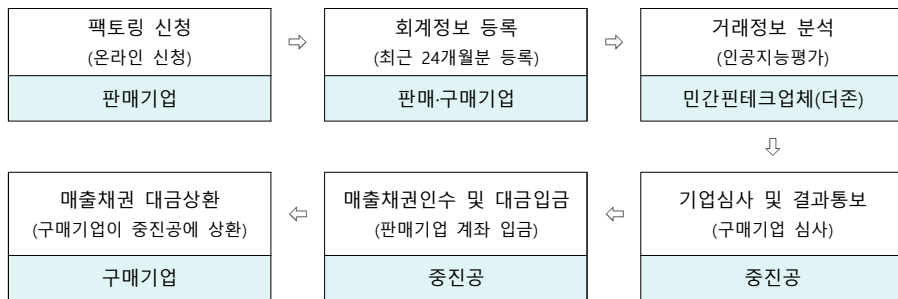 팩토링 신청
(온라인 신청)
판매기업
⇨
회계정보 등록
(최근 24개월분 등록)
판매·구매기업
⇨
거래정보 분석
(인공지능평가)
민간핀테크업체(더존)
⇩
기업심사 및 결과통보
(구매기업 심사)
중진공
⇦
매출채권인수 및 대금입금
(판매기업 계좌 입금)
중진공
⇦
매출채권 대금상환
(구매기업이 중진공에 상환)
구매기업